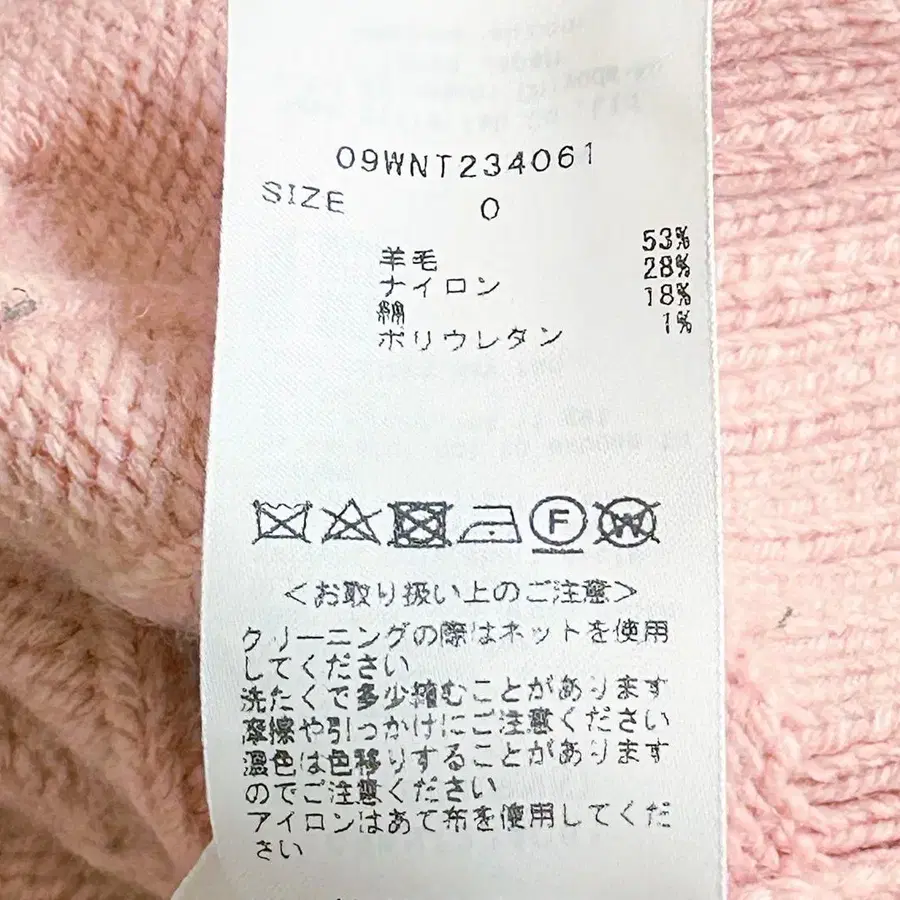 09WNT234061
SIZE 0
羊毛 53%
ナイロン 28%
綿 18%
ポリウレタン 1%
F W
<お取り扱い上のご注意>
クリーニングの際はネットを使用
してください
洗たくで多少縮むことがあります
摩擦や引っかけにご注意ください
濃色は色移りすることがあります
のでご注意ください
アイロンはあて布を使用してくだ
さい